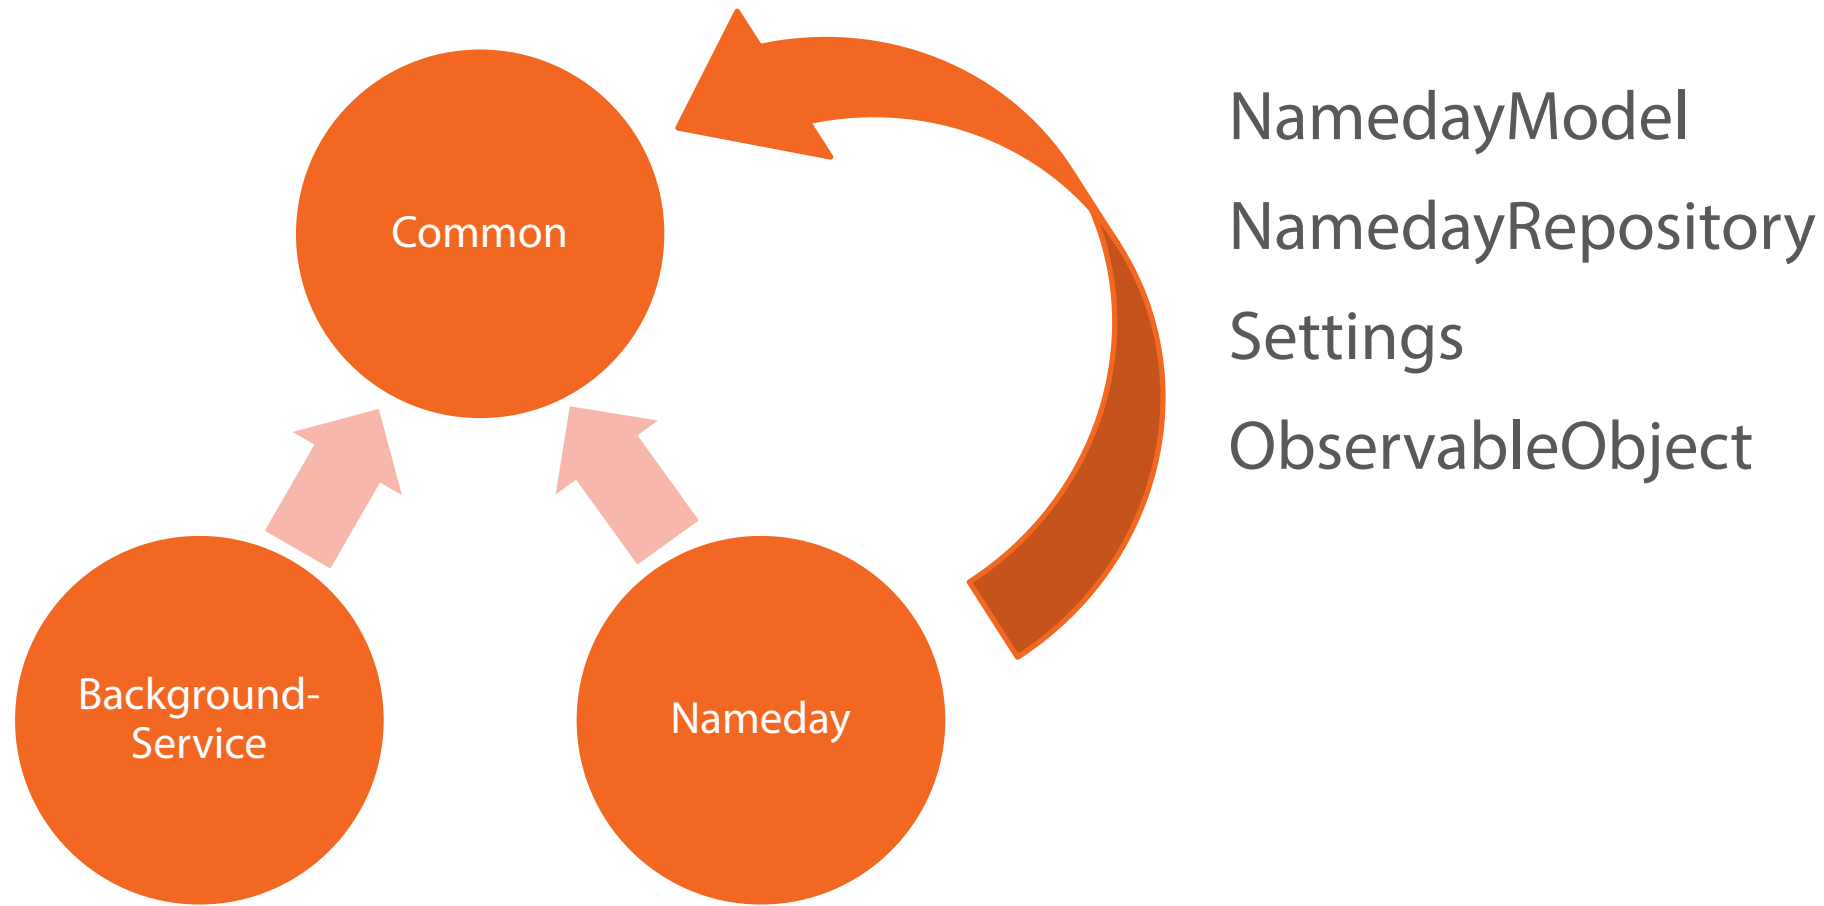 Common
Background-
Service
Nameday
NamedayModel
NamedayRepository
Settings
ObservableObject